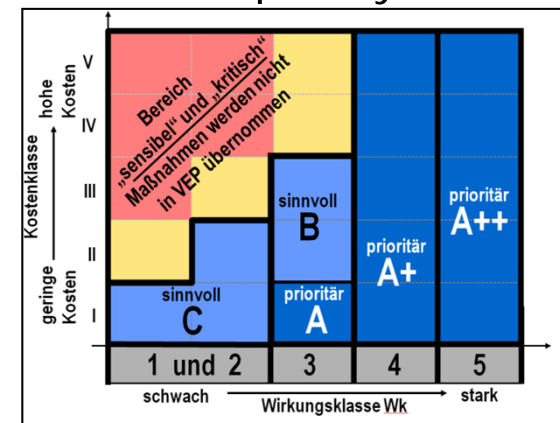 Kostenklasse
geringe Kosten
hohe Kosten
V
IV
III
II
I
Bereich
„sensibel“ und „kritisch“
Maßnahmen werden nicht
in VEP übernommen
sinnvoll
C
sinnvoll
B
prioritär
A
prioritär
A+
prioritär
A++
1 und 2
3
4
5
schwach
Wirkungsklasse Wk
stark